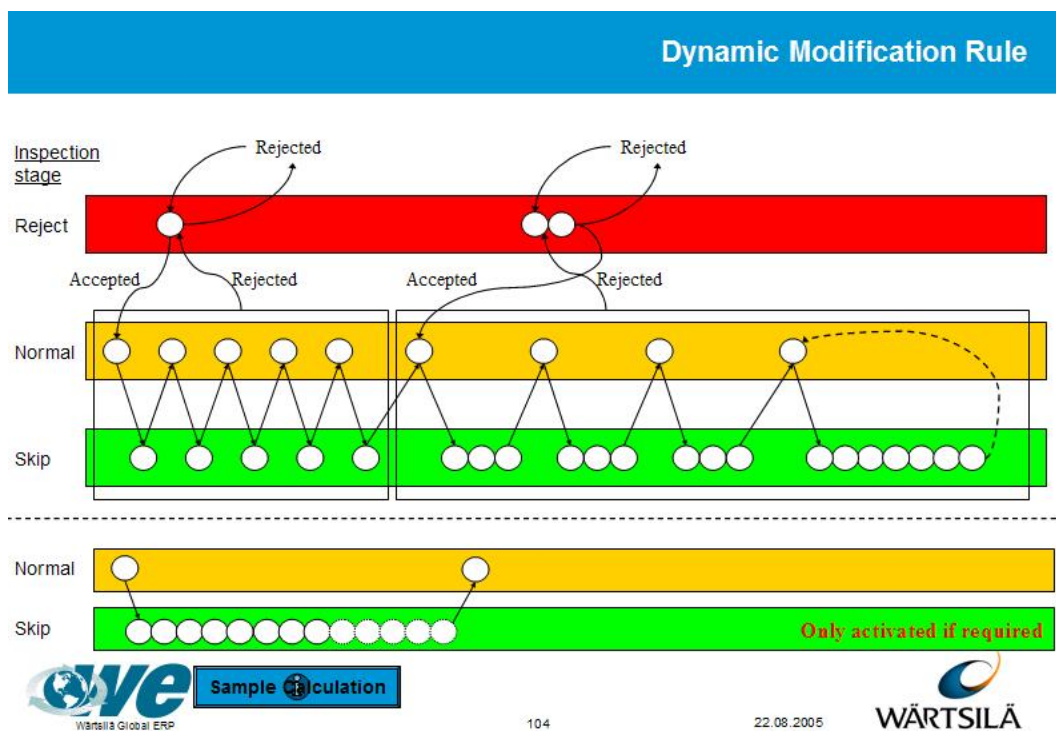 Dynamic Modification Rule
Inspection
stage
Rejected
Rejected
Reject
Accepted
Rejected
Accepted
Rejected
Normal
Skip
Normal
Skip
Only activated if required
we
Wärtsilä Global ERP
Sample Calculation
104
22.08.2005
WÄRTSILÄ